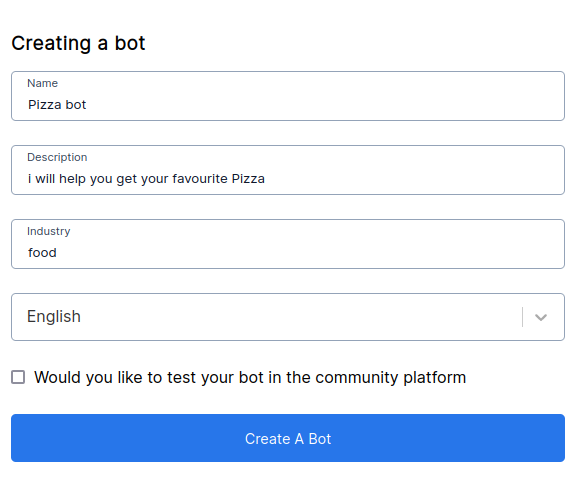 Creating a bot
Name
Pizza bot
Description
i will help you get your favourite Pizza
Industry
food
English
Would you like to test your bot in the community platform
Create A Bot